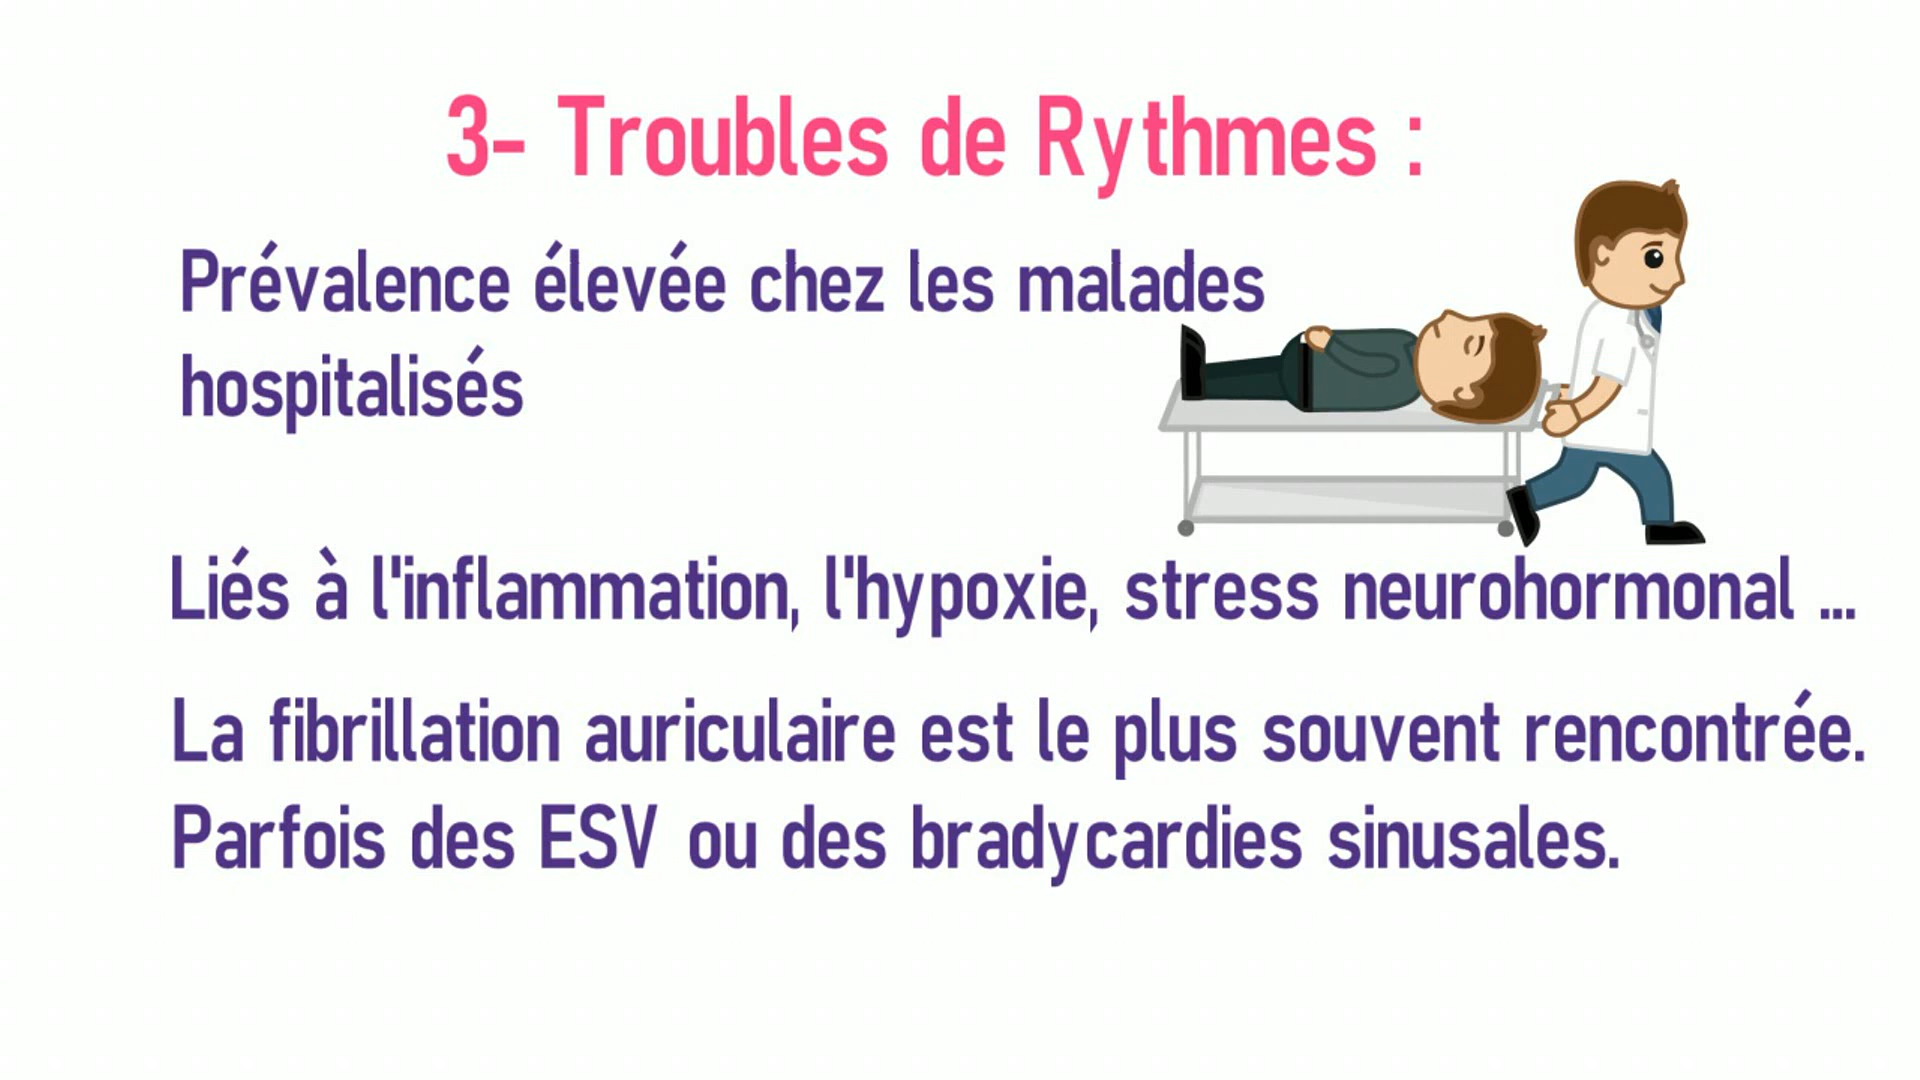 3- Troubles de Rythmes :
Prévalence élevée chez les malades
hospitalisés
Liés à l'inflammation, l'hypoxie, stress neurohormonal ...
La fibrillation auriculaire est le plus souvent rencontrée.
Parfois des ESV ou des bradycardies sinusales.